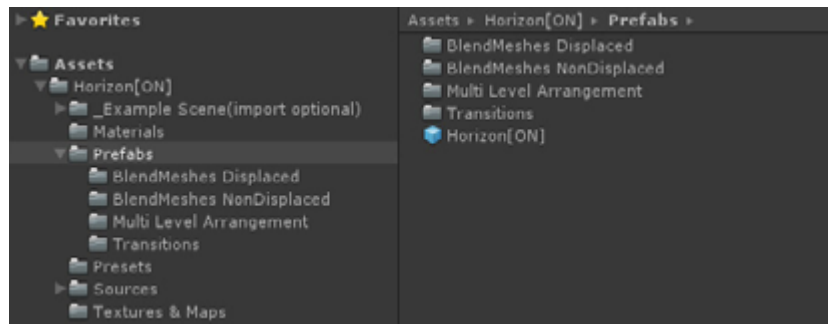 Favorites
Assets
Horizon[ON]
_Example Scene(import optional)
Materials
Prefabs
BlendMeshes Displaced
BlendMeshes NonDisplaced
Multi Level Arrangement
Transitions
Presets
Sources
Textures & Maps
Assets ▸ Horizon[ON] ▸ Prefabs ▸
BlendMeshes Displaced
BlendMeshes NonDisplaced
Multi Level Arrangement
Transitions
Horizon[ON]